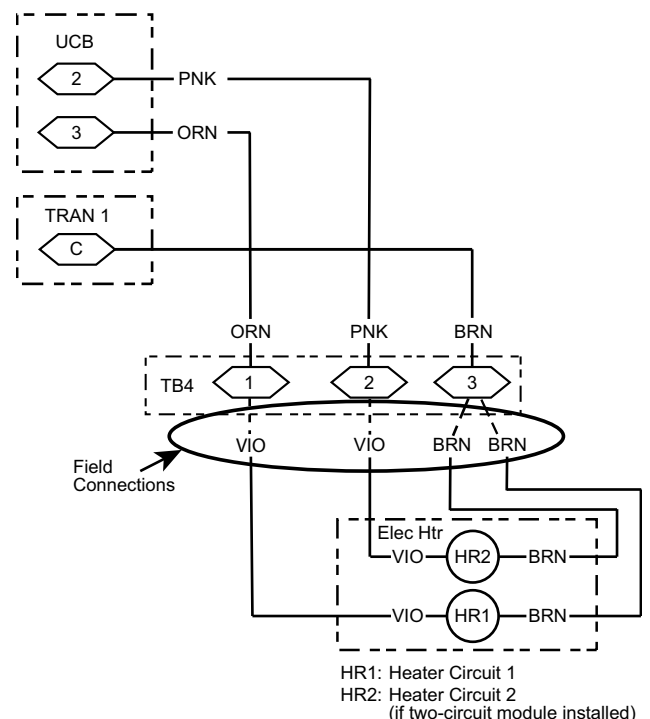 UCB
2 PNK
3 ORN
TRAN 1
C
ORN PNK BRN
TB4 1 2 3
VIO VIO BRN BRN
Field
Connections
Elec Htr
VIO HR2 BRN
VIO HR1 BRN
HR1: Heater Circuit 1
HR2: Heater Circuit 2
(if two-circuit module installed)